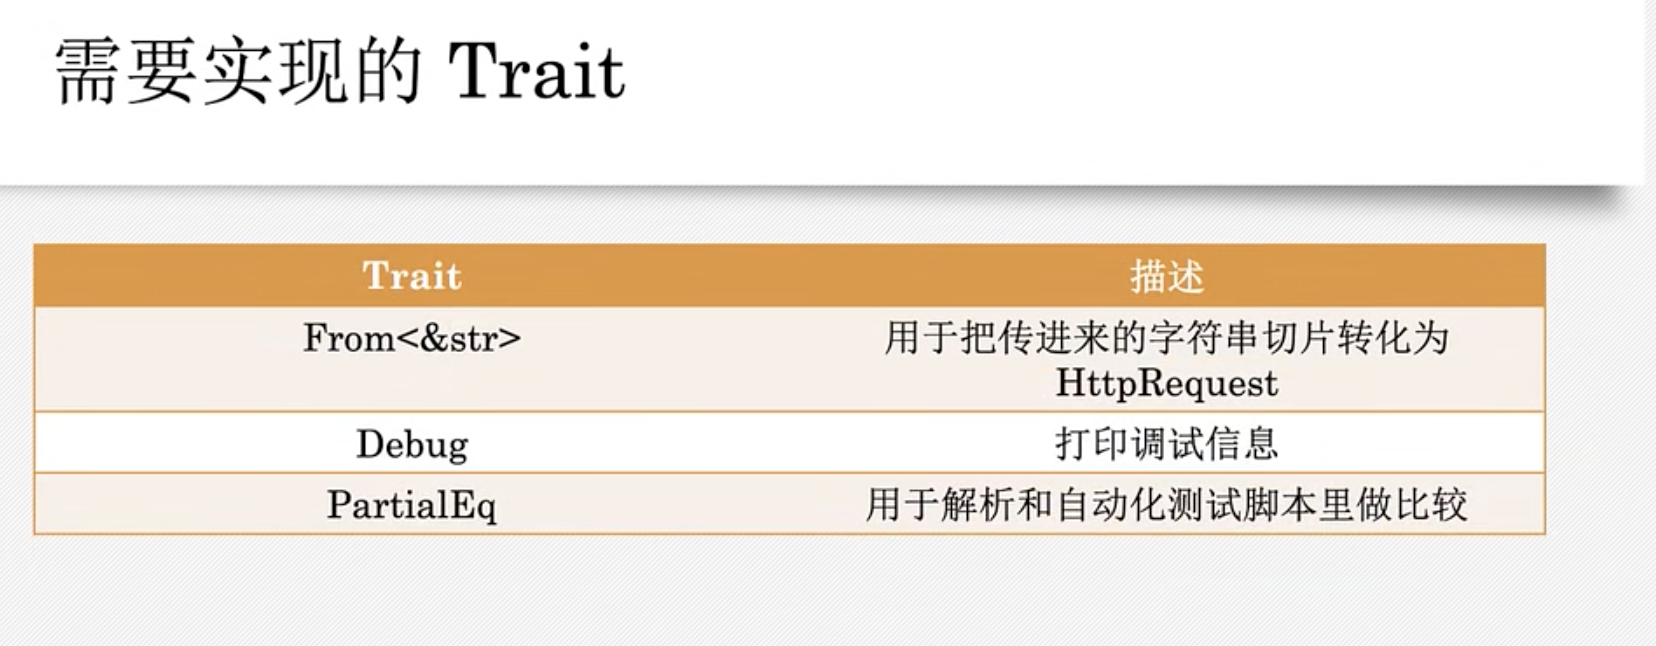 需要实现的 Trait
Trait
描述
From<&str>
用于把传进来的字符串切片转化为
HttpRequest
Debug
打印调试信息
PartialEq
用于解析和自动化测试脚本里做比较